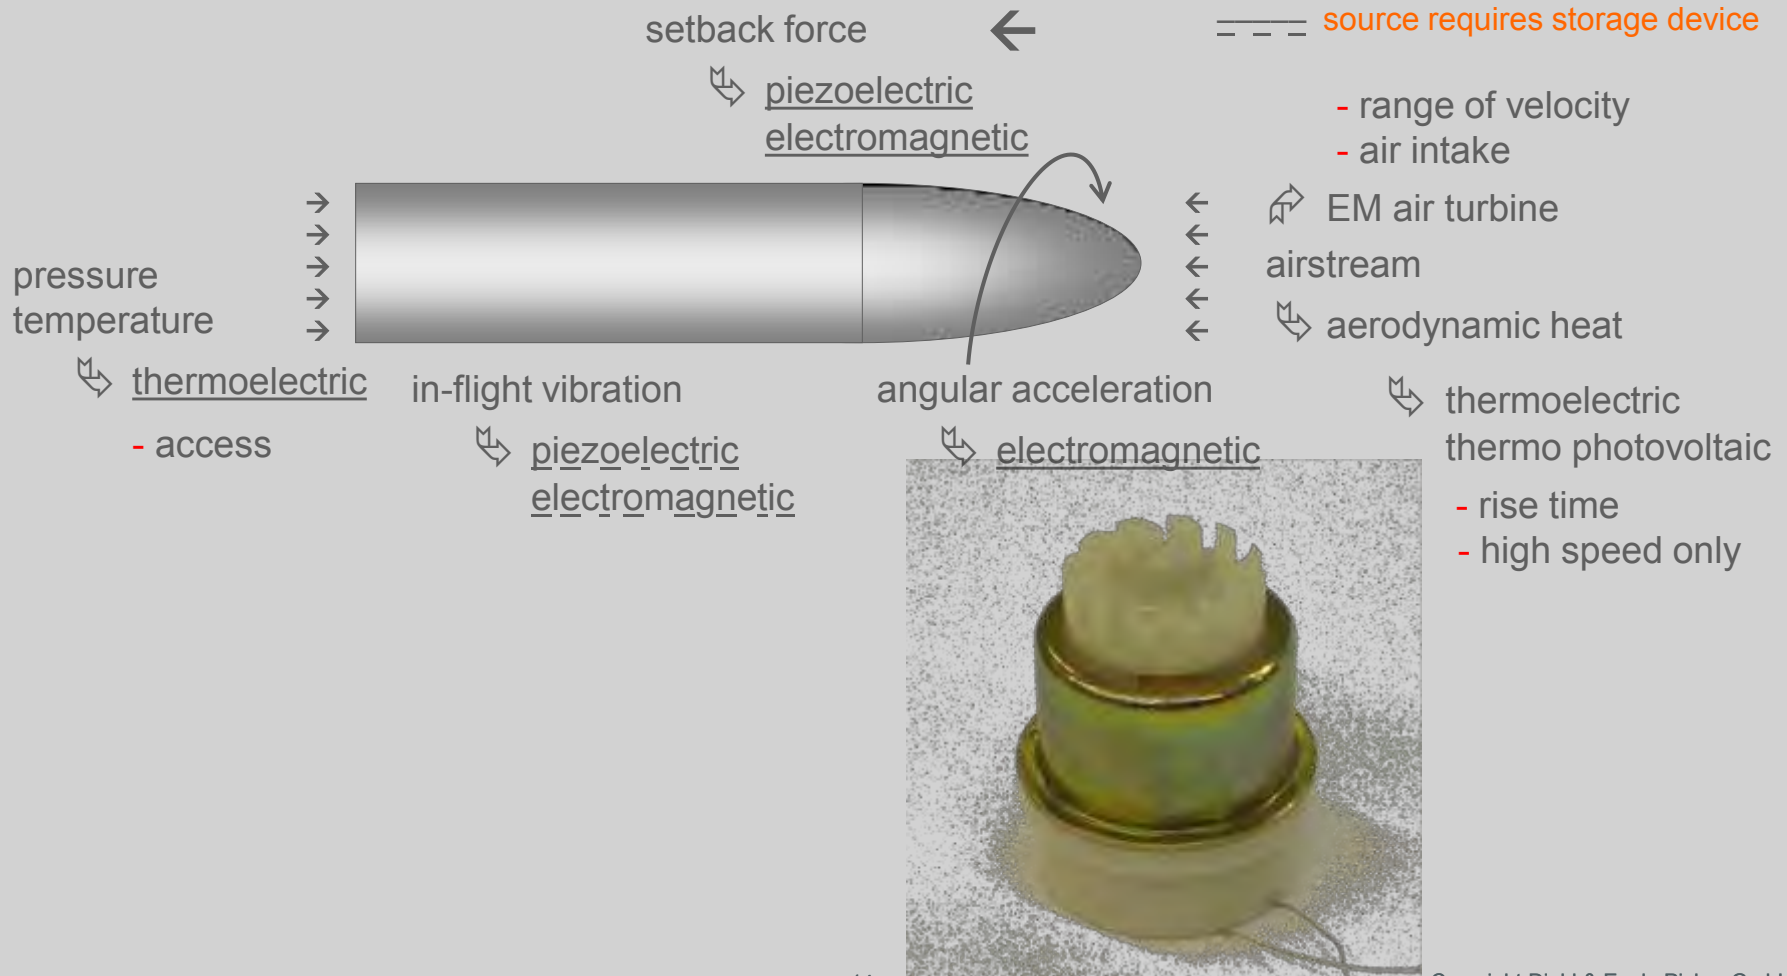 setback force
source requires storage device
piezoelectric
electromagnetic
- range of velocity
- air intake
EM air turbine
airstream
aerodynamic heat
pressure
temperature
thermoelectric
- access
in-flight vibration
piezoelectric
electromagnetic
angular acceleration
electromagnetic
thermoelectric
thermo photovoltaic
- rise time
- high speed only